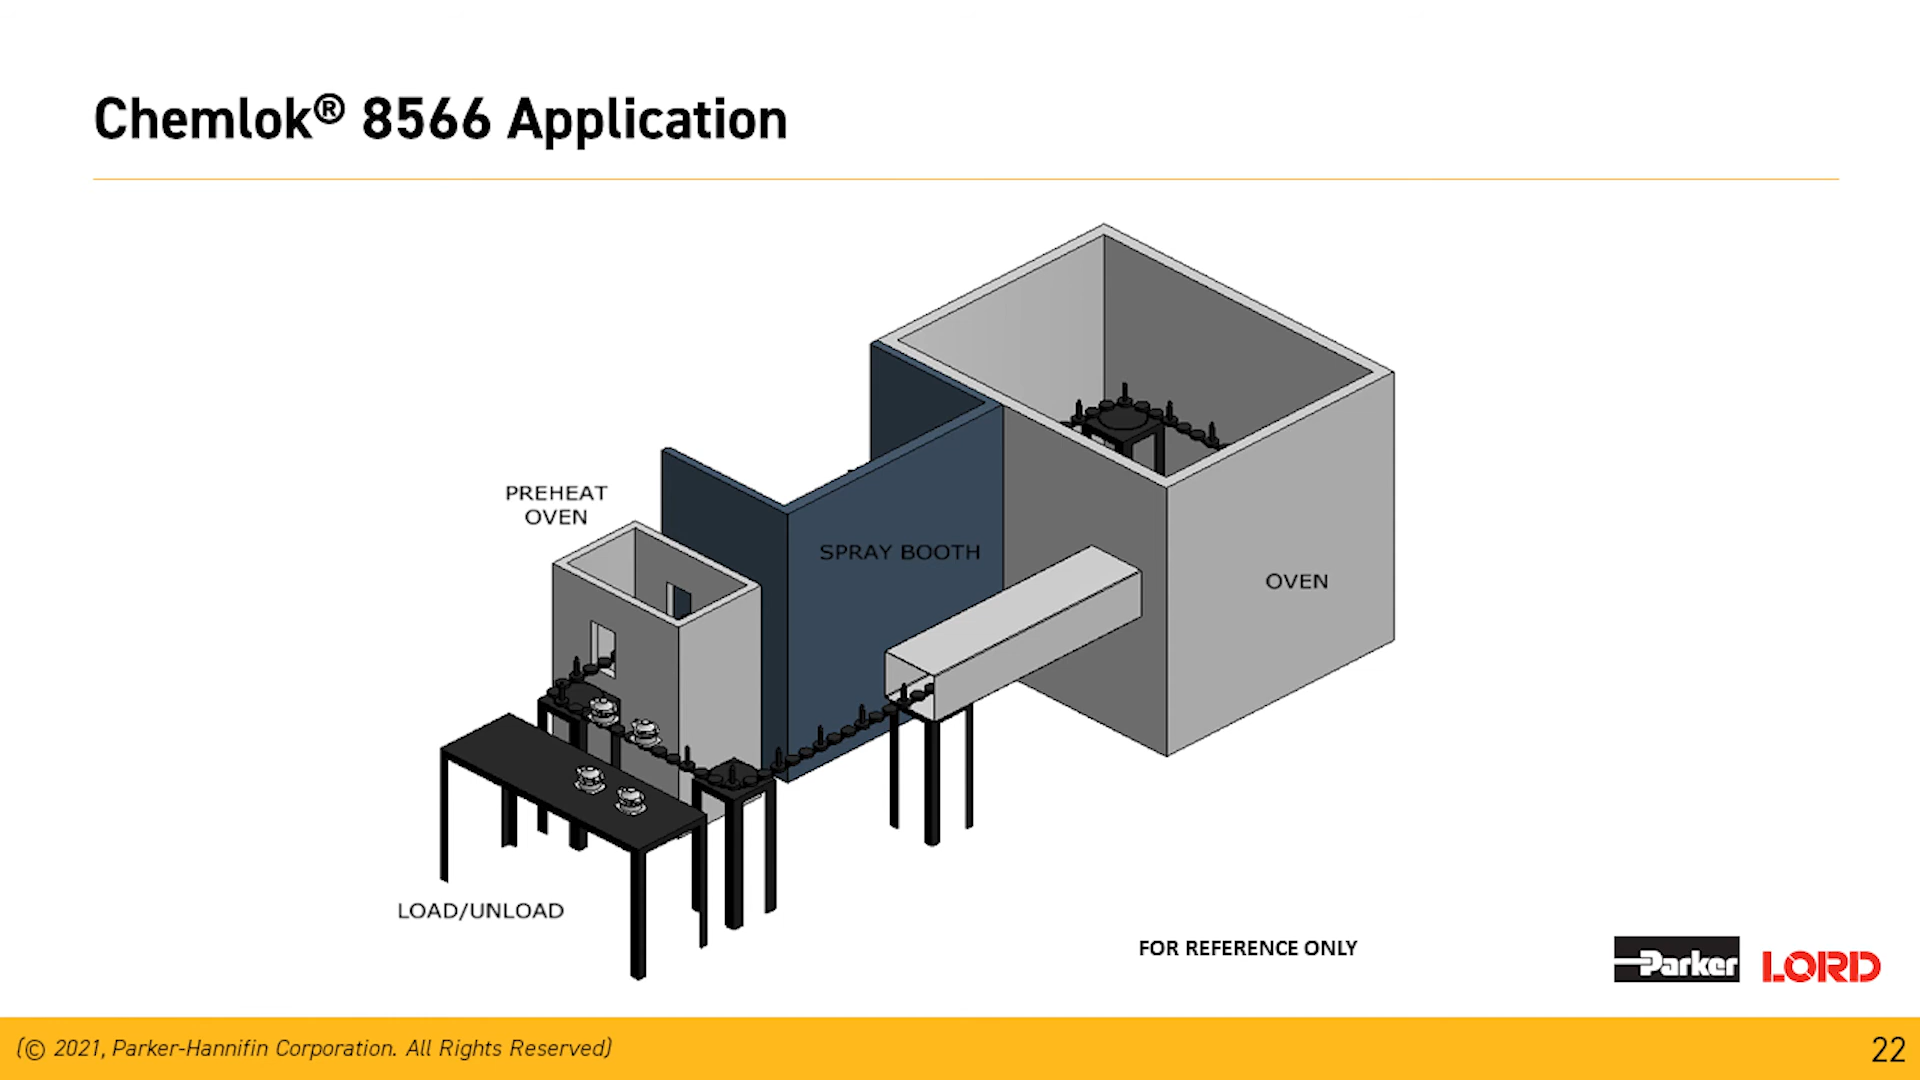 Chemlok® 8566 Application
PREHEAT
OVEN
SPRAY BOOTH
OVEN
LOAD/UNLOAD
FOR REFERENCE ONLY
Parker LORD
(© 2021, Parker-Hannifin Corporation. All Rights Reserved)
22